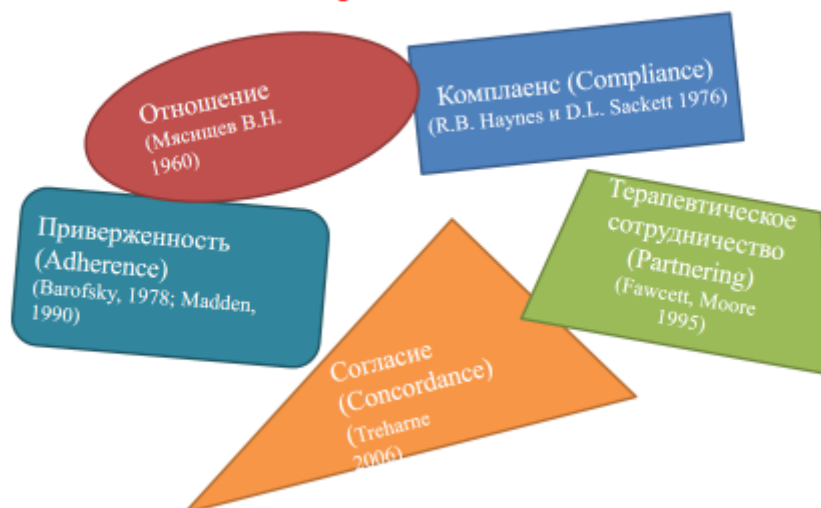 Отношение
(Мясищев В.Н.
1960)
Комплаенс (Compliance)
(R.B. Haynes и D.L. Sackett 1976)
Приверженность
(Adherence)
(Barofsky, 1978; Madden,
1990)
Терапевтическое
сотрудничество
(Partnering)
(Fawcett, Moore
1995)
Согласие
(Concordance)
(Treharne
2006)